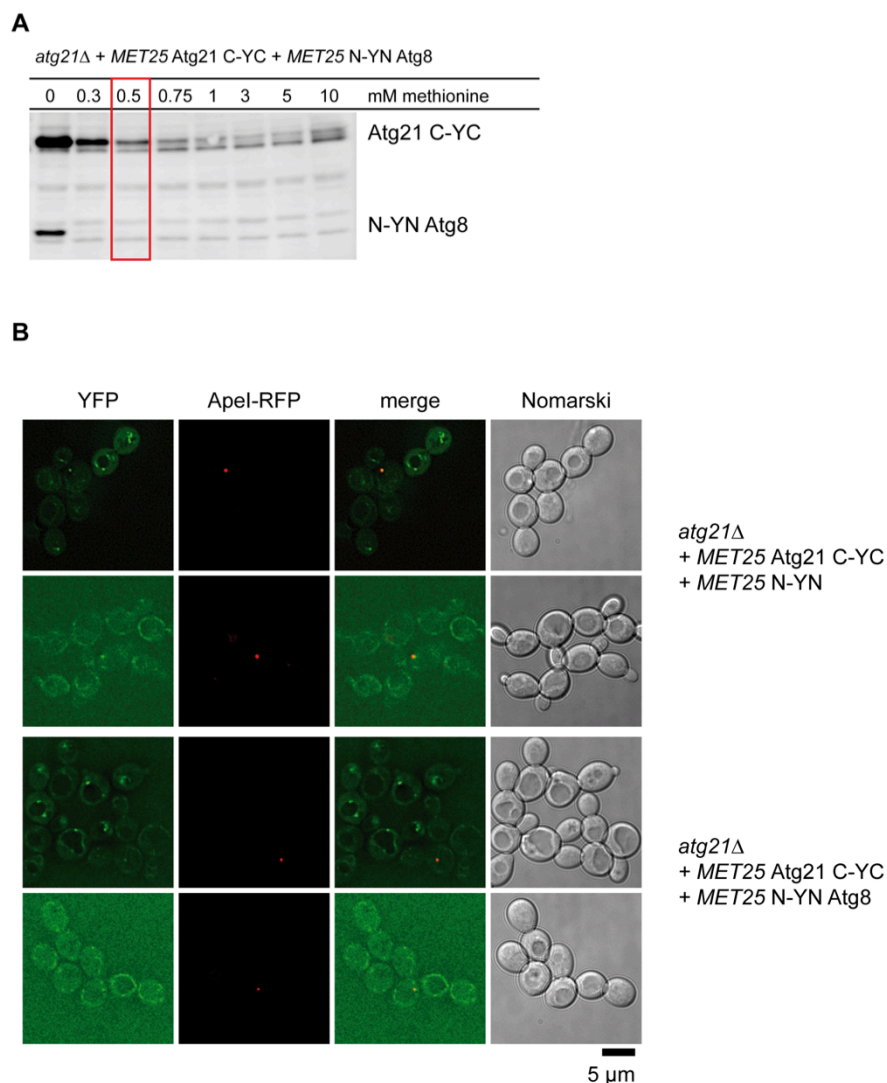 A
atg21Δ + MET25 Atg21 C-YC + MET25 N-YN Atg8
0 0.3 0.5 0.75 1 3 5 10 mM methionine
Atg21 C-YC
N-YN Atg8
B
YFP ApeI-RFP merge Nomarski
atg21Δ
+ MET25 Atg21 C-YC
+ MET25 N-YN
atg21Δ
+ MET25 Atg21 C-YC
+ MET25 N-YN Atg8
5 µm